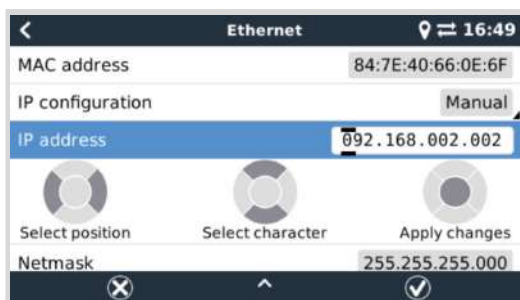 Ethernet 16:49
MAC address 84:7E:40:66:0E:6F
IP configuration Manual
IP address 092.168.002.002
Select position Select character Apply changes
Netmask 255.255.255.000